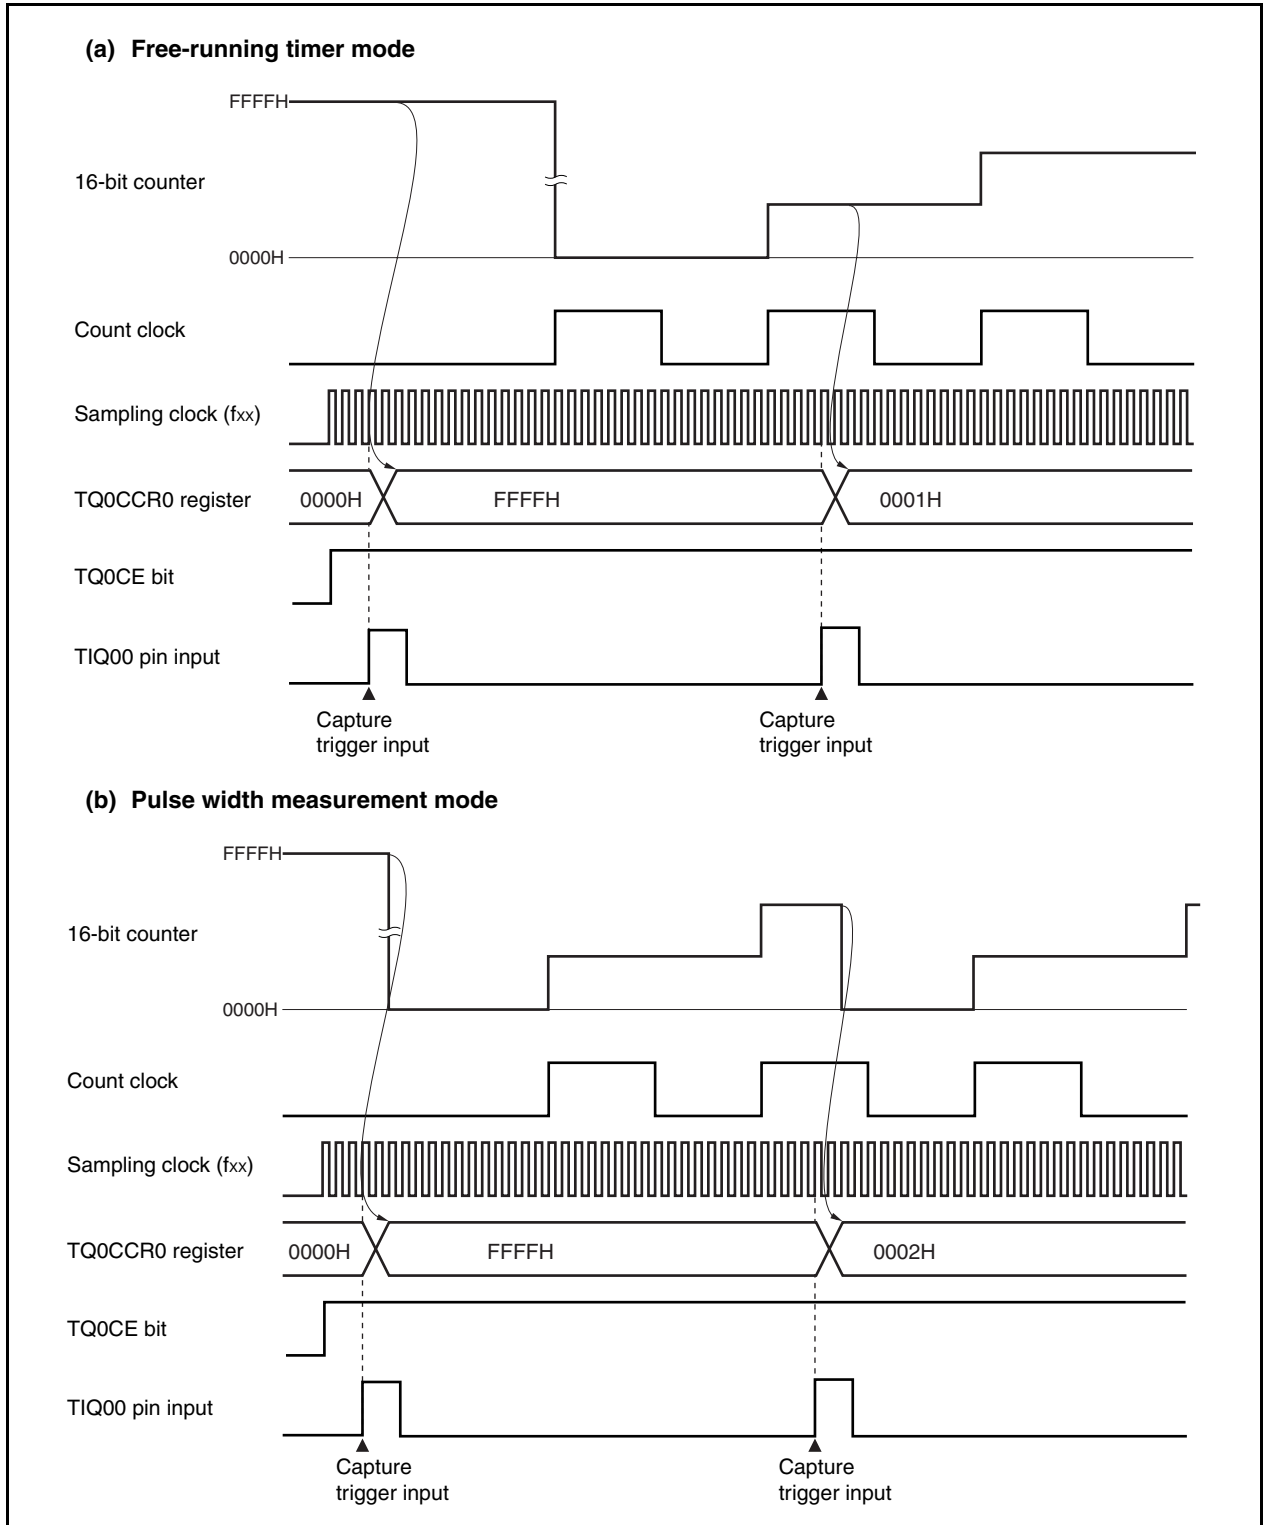 (a) Free-running timer mode
FFFFH
16-bit counter
0000H
Count clock
Sampling clock (fxx)
TQ0CCR0 register
0000H
FFFFH
0001H
TQ0CE bit
TIQ00 pin input
Capture
trigger input
Capture
trigger input
(b) Pulse width measurement mode
FFFFH
16-bit counter
0000H
Count clock
Sampling clock (fxx)
TQ0CCR0 register
0000H
FFFFH
0002H
TQ0CE bit
TIQ00 pin input
Capture
trigger input
Capture
trigger input